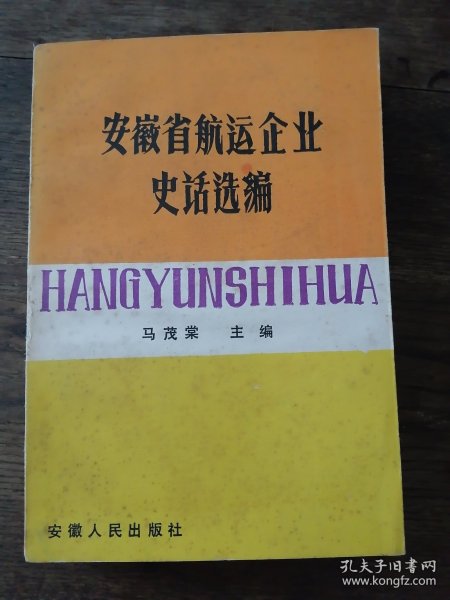 安徽省航运企业
史话选编
HANGYUNSHIHUA
马茂棠 主编
安徽人民出版社
孔夫子旧书网
www.kongfz.com